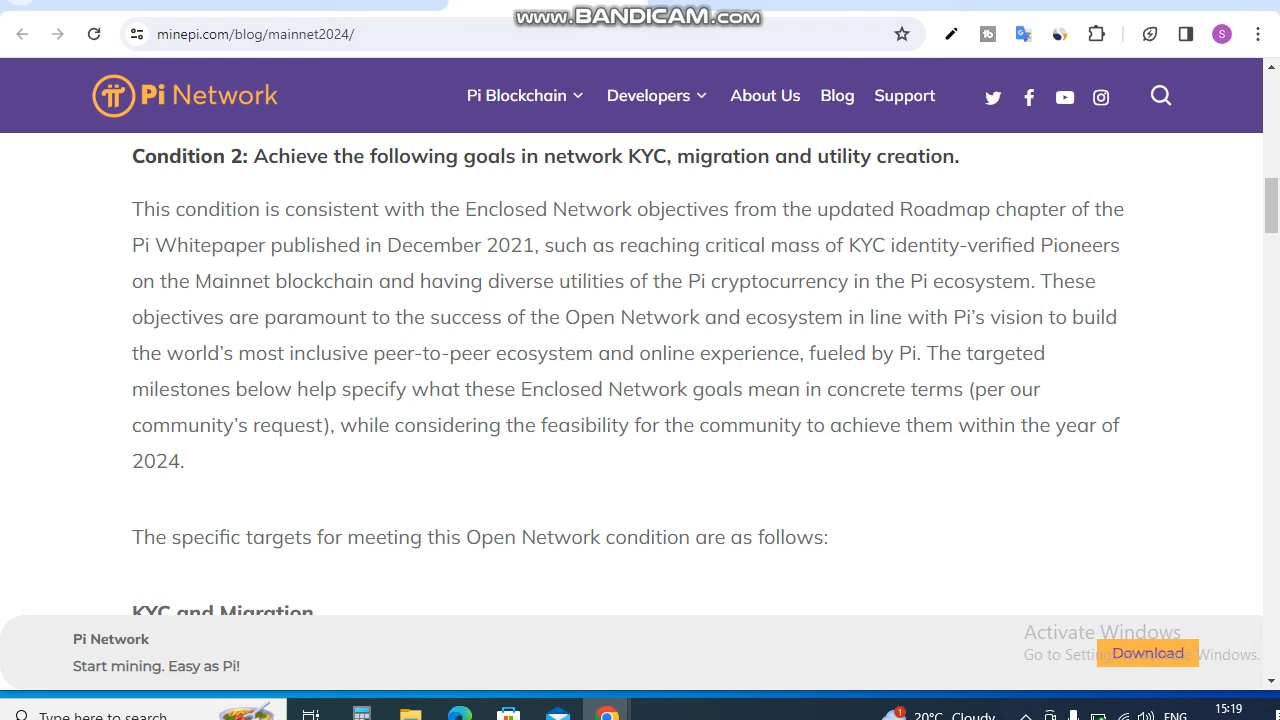 www.BANDICAM.com
minepi.com/blog/mainnet2024/
S
Pi Network
Pi Blockchain
Developers
About Us
Blog
Support
Condition 2: Achieve the following goals in network KYC, migration and utility creation.
This condition is consistent with the Enclosed Network objectives from the updated Roadmap chapter of the
Pi Whitepaper published in December 2021, such as reaching critical mass of KYC identity-verified Pioneers
on the Mainnet blockchain and having diverse utilities of the Pi cryptocurrency in the Pi ecosystem. These
objectives are paramount to the success of the Open Network and ecosystem in line with Pi’s vision to build
the world’s most inclusive peer-to-peer ecosystem and online experience, fueled by Pi. The targeted
milestones below help specify what these Enclosed Network goals mean in concrete terms (per our
community’s request), while considering the feasibility for the community to achieve them within the year of
2024.
The specific targets for meeting this Open Network condition are as follows:
KYC and Migration
Pi Network
Start mining. Easy as Pi!
Download
Activate Windows
Go to Settings to activate Windows.
Type here to search
1
20°C Cloudy
ENG
15:19